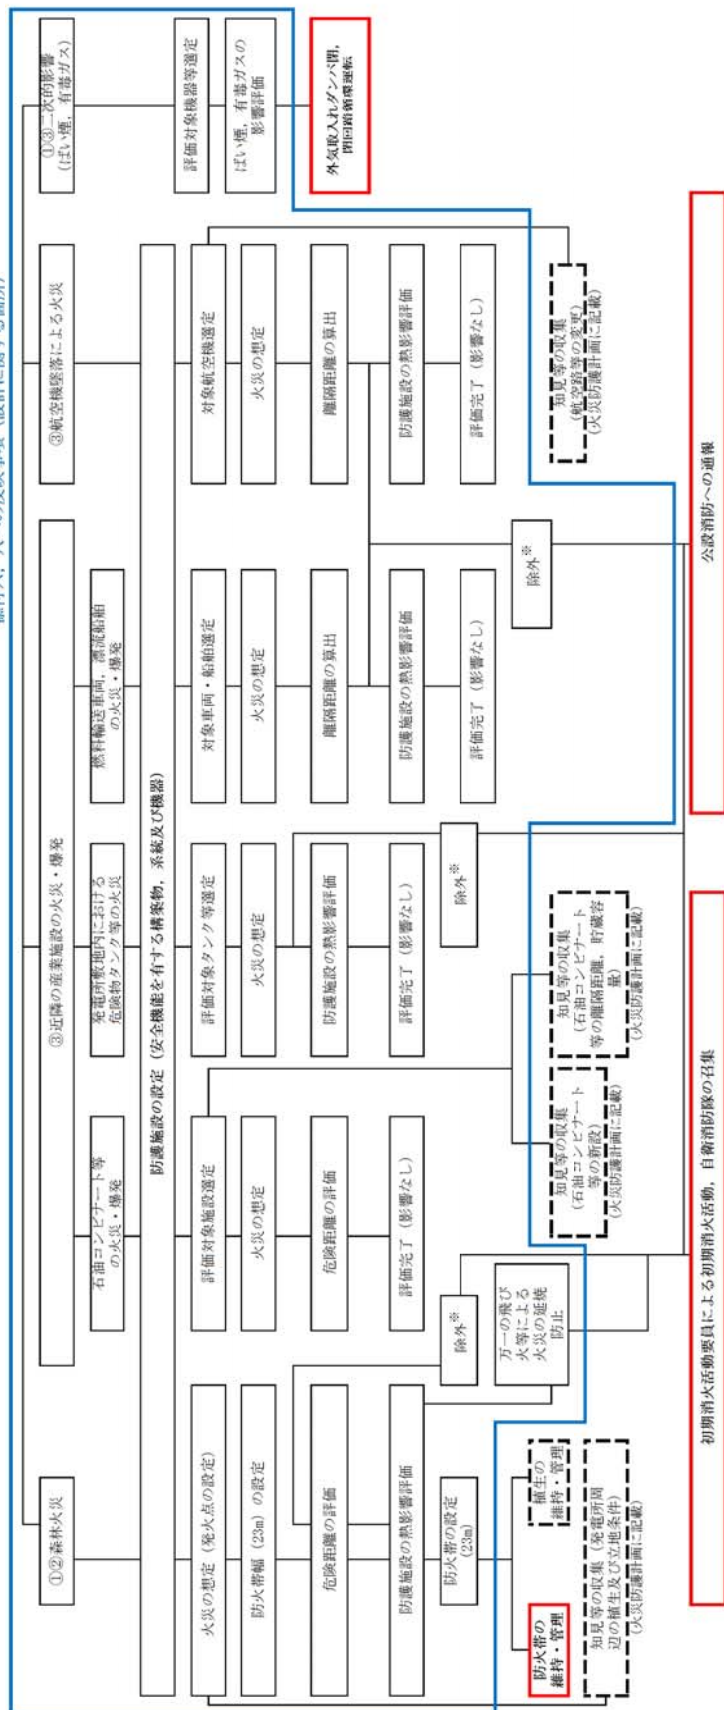 ①②森林火災
③近隣の産業施設の火災・爆発
③航空機墜落による火災
①③二次的影響
(ばい煙，有毒ガス)
石油コンビナート等
の火災・爆発
発電所敷地内における
危険物タンク等の火災
燃料輸送車両，漂流船舶
の火災・爆発
防護施設の設定（安全機能を有する構築物，系統及び機器）
火災の想定（発火点の設定）
評価対象施設選定
評価対象タンク等選定
対象車両・船舶選定
対象航空機選定
評価対象機器等選定
防火帯幅（23m）の設定
火災の想定
火災の想定
火災の想定
火災の想定
ばい煙，有毒ガスの
影響評価
危険距離の評価
危険距離の評価
防護施設の熱影響評価
離隔距離の算出
離隔距離の算出
外気取入れダンパ閉，
閉回路循環運転
防護施設の熱影響評価
評価完了（影響なし）
評価完了（影響なし）
防護施設の熱影響評価
防護施設の熱影響評価
防火帯の設定
(23m)
除外※
除外※
評価完了（影響なし）
評価完了（影響なし）
万一の飛び
火等による
火災の延焼
防止
除外※
防火帯の
維持・管理
植生の
維持・管理
知見等の収集
(石油コンビナート
等の新設)
(火災防護計画に記載)
知見等の収集
(石油コンビナート
等の離隔距離，貯蔵容
量)
(火災防護計画に記載)
知見等の収集
(航空路等の変更)
(火災防護計画に記載)
知見等の収集（発電所周
辺の植生及び立地条件）
(火災防護計画に記載)
初期消火活動要員による初期消火活動，自衛消防隊の召集
公設消防への通報